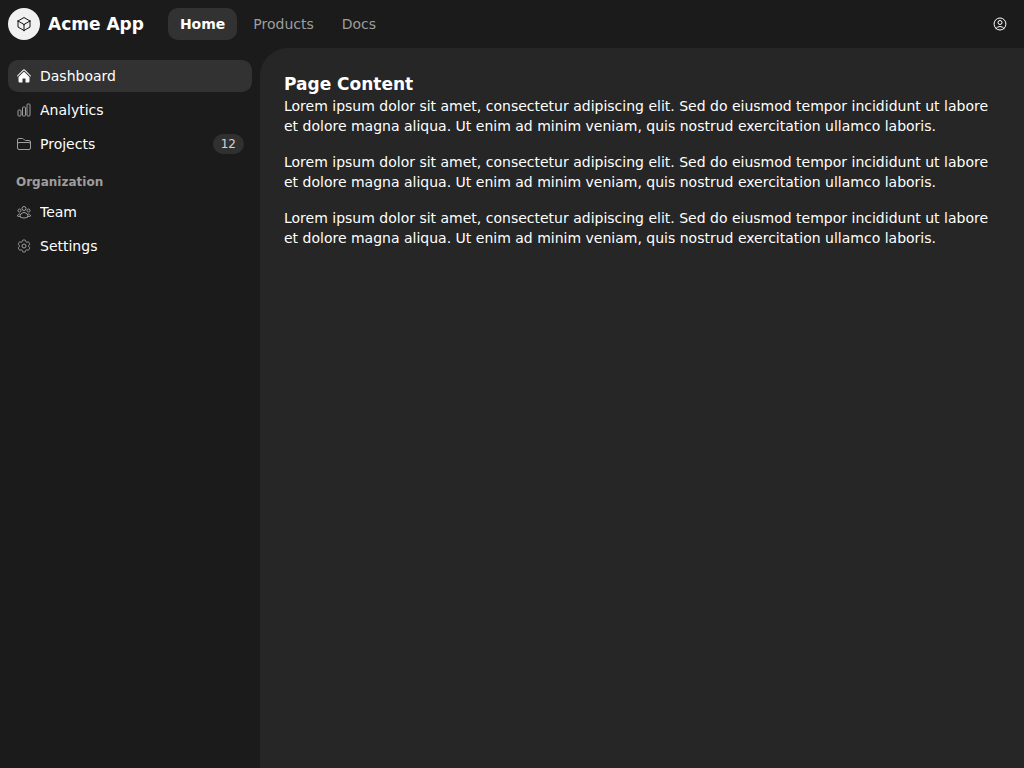 Acme App
Home
Products
Docs
Dashboard
Analytics
Projects
12
Organization
Team
Settings
Page Content
Lorem ipsum dolor sit amet, consectetur adipiscing elit. Sed do eiusmod tempor incididunt ut labore
et dolore magna aliqua. Ut enim ad minim veniam, quis nostrud exercitation ullamco laboris.
Lorem ipsum dolor sit amet, consectetur adipiscing elit. Sed do eiusmod tempor incididunt ut labore
et dolore magna aliqua. Ut enim ad minim veniam, quis nostrud exercitation ullamco laboris.
Lorem ipsum dolor sit amet, consectetur adipiscing elit. Sed do eiusmod tempor incididunt ut labore
et dolore magna aliqua. Ut enim ad minim veniam, quis nostrud exercitation ullamco laboris.